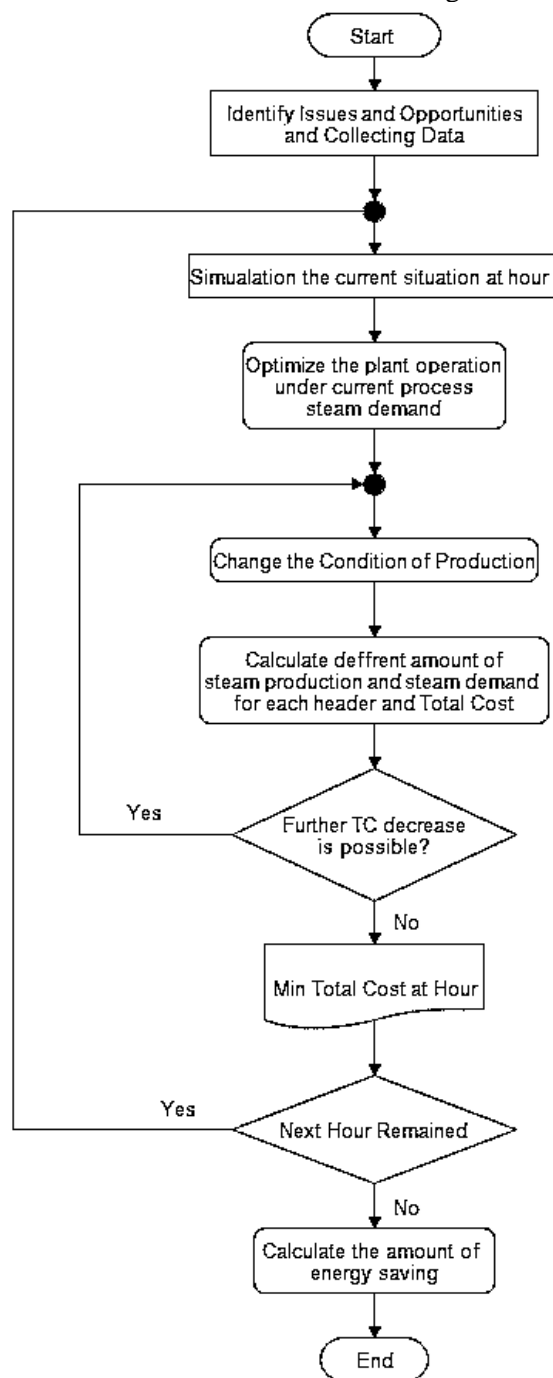 Start
Identify Issues and Opportunities
and Collecting Data
Simualation the current situation at hour
Optimize the plant operation
under current process
steam demand
Change the Condition of Production
Calculate deffrent amount of
steam production and steam demand
for each header and Total Cost
Yes
Further TC decrease
is possible?
No
Min Total Cost at Hour
Yes
Next Hour Remained
No
Calculate the amount of
energy saving
End